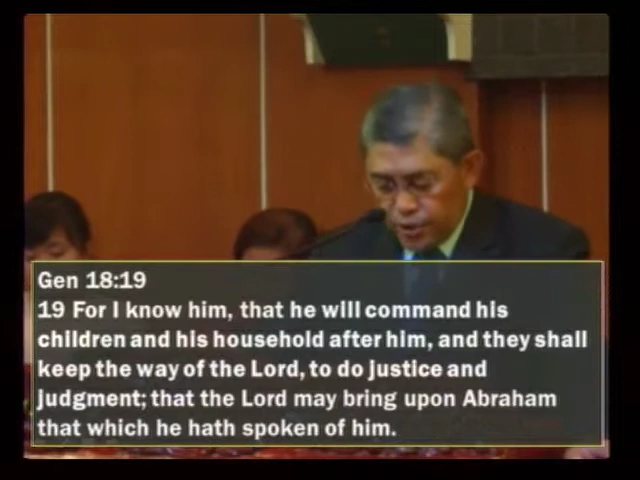 Gen 18:19
19 For I know him, that he will command his
children and his household after him, and they shall
keep the way of the Lord, to do justice and
judgment; that the Lord may bring upon Abraham
that which he hath spoken of him.